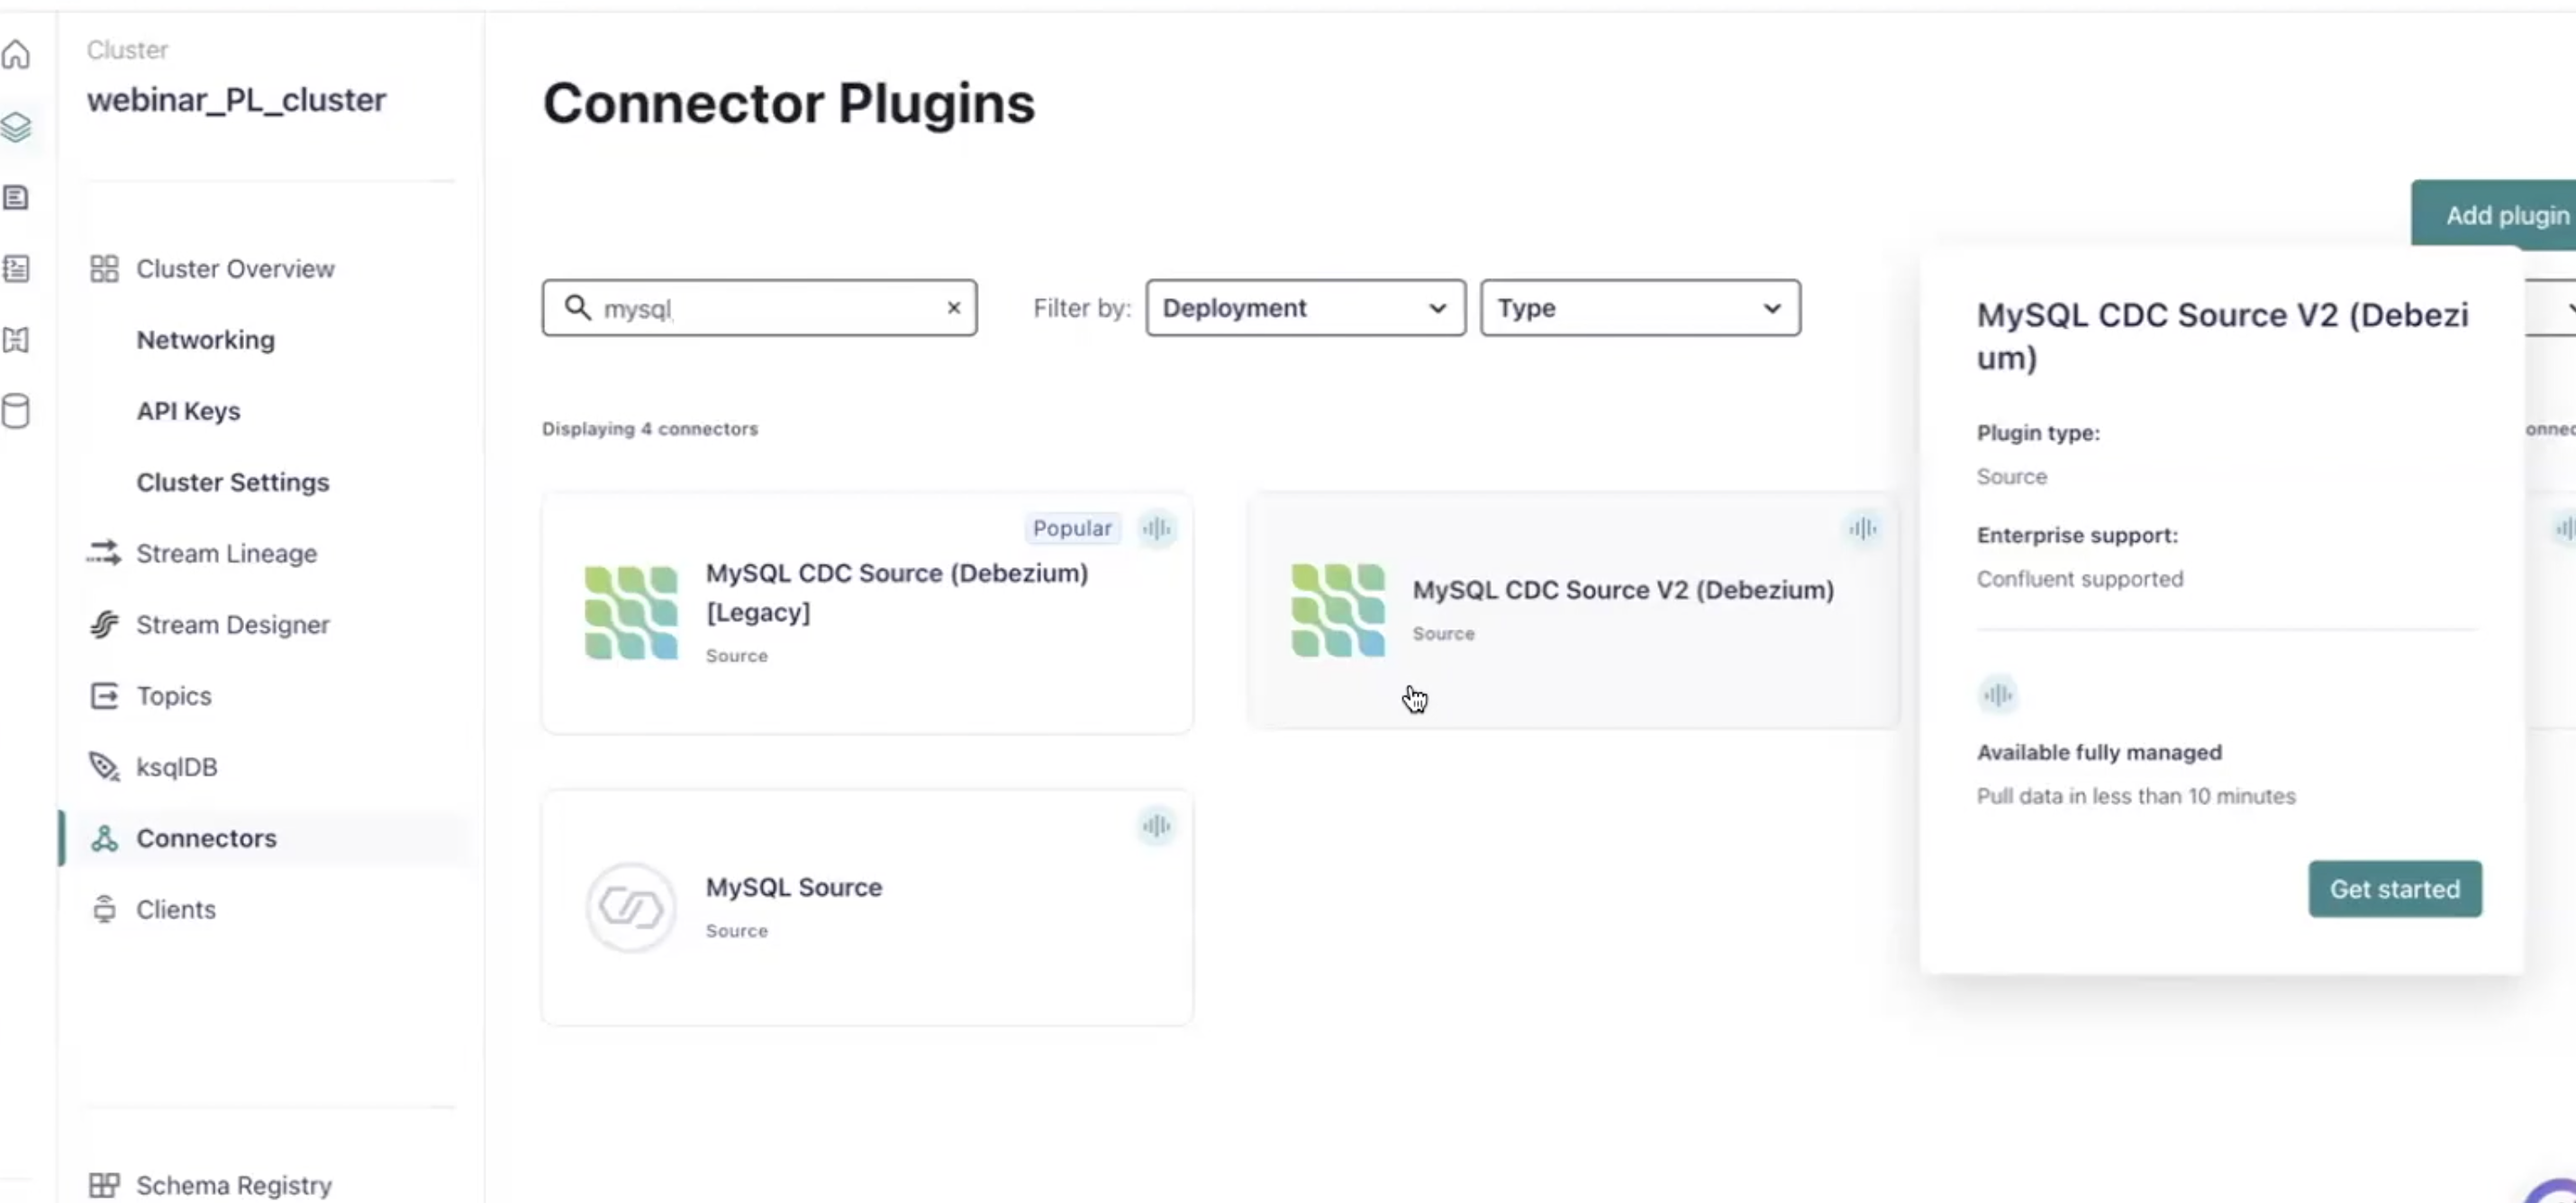 Cluster
webinar_PL_cluster
Cluster Overview
Networking
API Keys
Cluster Settings
Stream Lineage
Stream Designer
Topics
ksqlDB
Connectors
Clients
Schema Registry
Connector Plugins
Add plugin
mysql
Filter by:
Deployment
Type
Displaying 4 connectors
Popular
MySQL CDC Source (Debezium)
[Legacy]
Source
MySQL CDC Source V2 (Debezium)
Source
MySQL Source
Source
MySQL CDC Source V2 (Debezi
um)
Plugin type:
Source
Enterprise support:
Confluent supported
Available fully managed
Pull data in less than 10 minutes
Get started